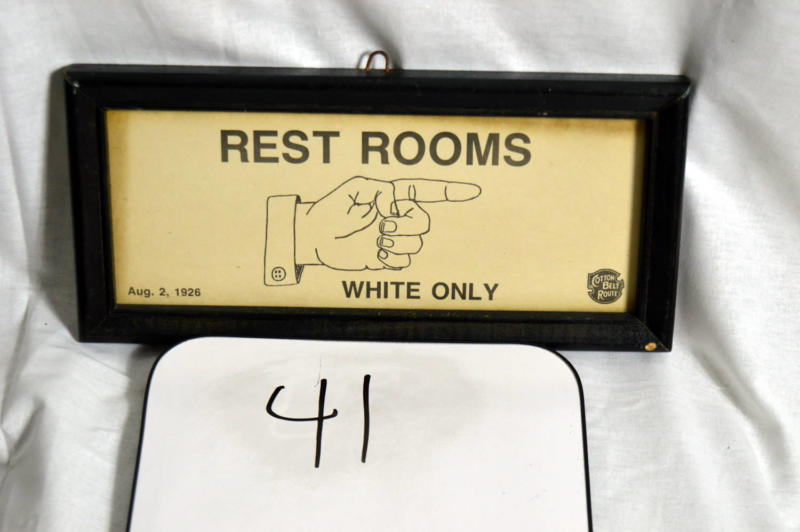 REST ROOMS
WHITE ONLY
Aug. 2, 1926
COTTON
BELT
ROUTE
41